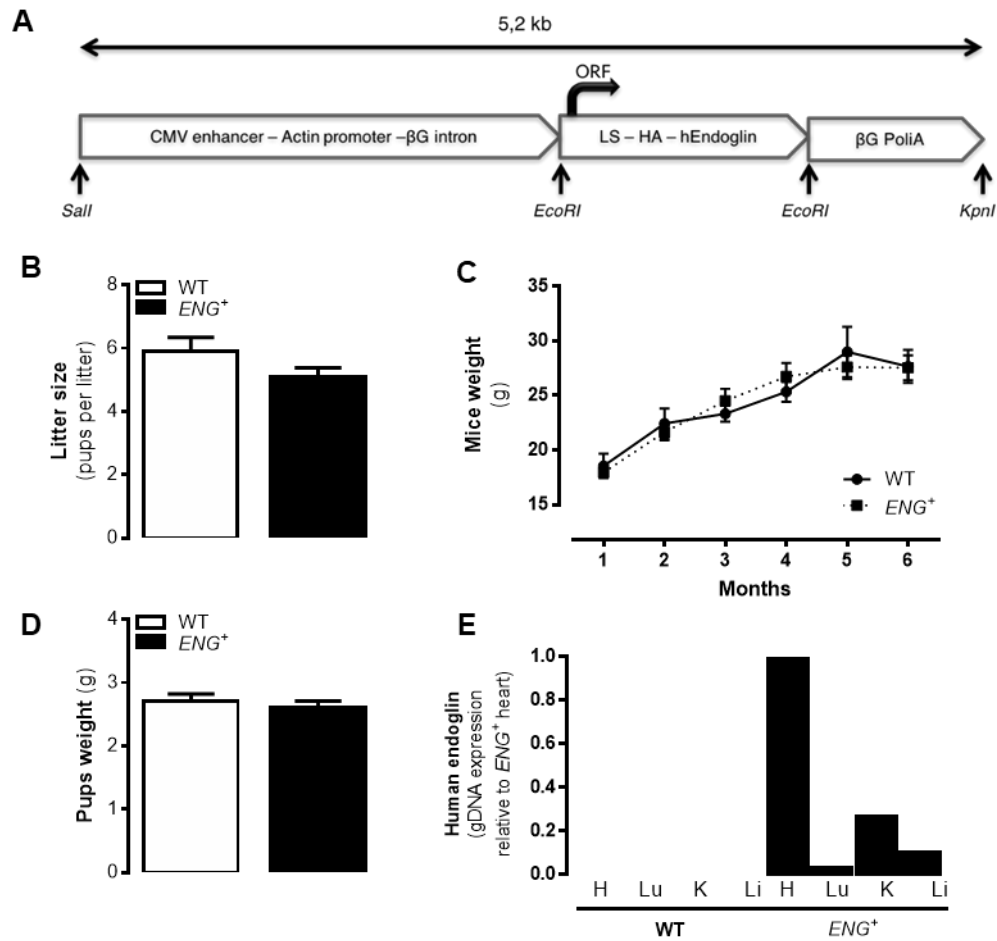 A
5,2 kb
ORF
CMV enhancer – Actin promoter –βG intron
LS – HA – hEndoglin
βG PoliA
SalI
EcoRI
EcoRI
KpnI
B
WT
ENG+
8
6
4
2
0
Litter size
(pups per litter)
C
35
30
25
20
15
Mice weight
(g)
WT
ENG+
1 2 3 4 5 6
Months
D
WT
ENG+
4
3
2
1
0
Pups weight (g)
E
1.0
0.8
0.6
0.4
0.2
0.0
Human endoglin
(gDNA expression
relative to ENG+ heart)
H Lu K Li H Lu K Li
WT ENG+